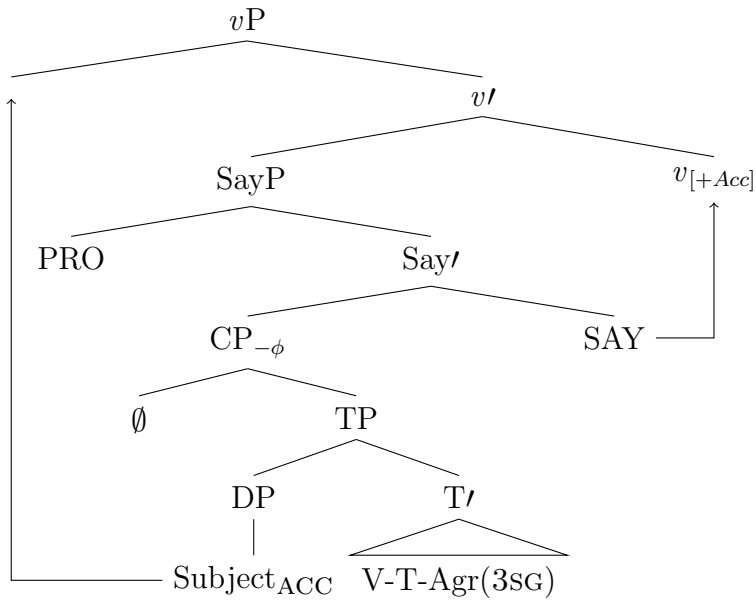 vP
v′
SayP v[+Acc]
PRO Say′
CP−ϕ SAY
∅ TP
DP T′
SubjectACC V-T-Agr(3SG)